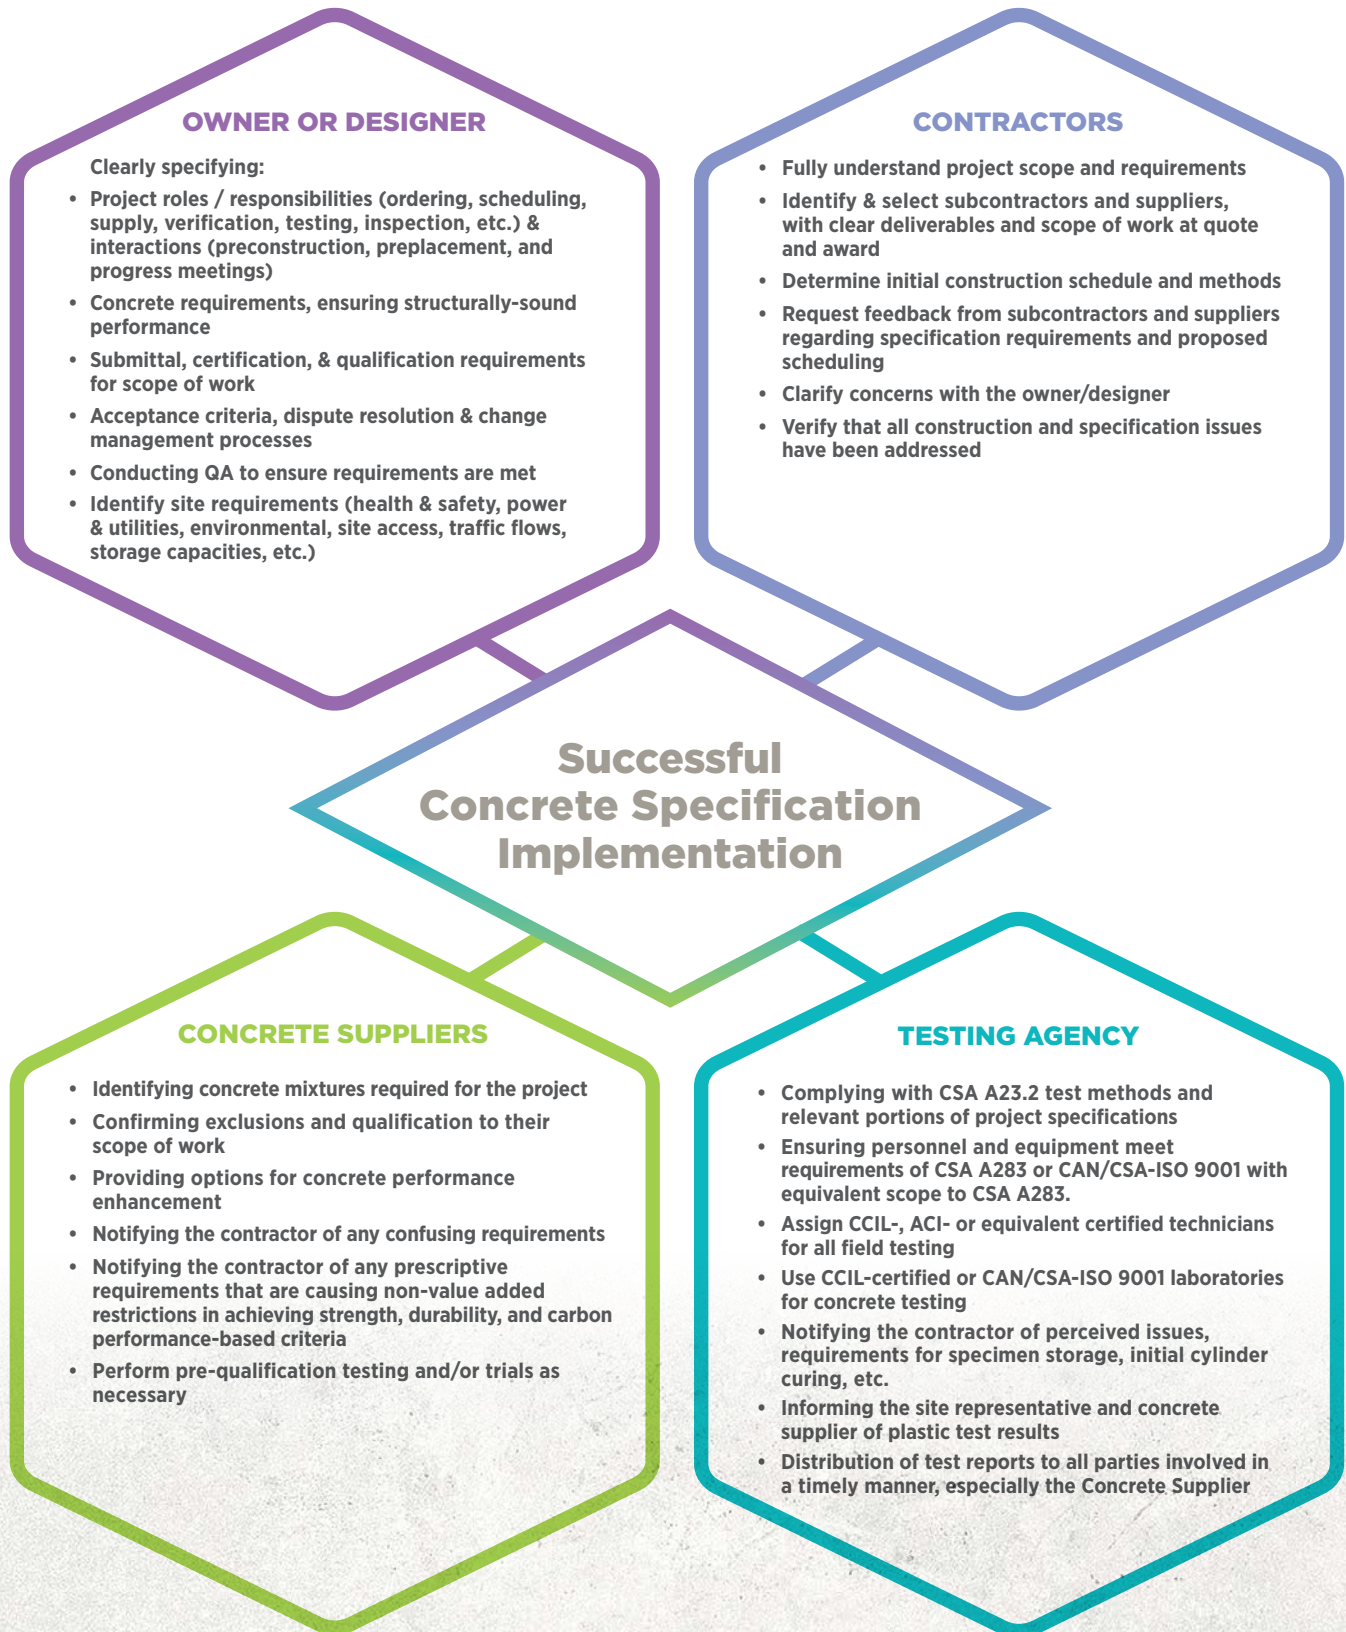 OWNER OR DESIGNER
Clearly specifying:
• Project roles / responsibilities (ordering, scheduling,
supply, verification, testing, inspection, etc.) &
interactions (preconstruction, preplacement, and
progress meetings)
• Concrete requirements, ensuring structurally-sound
performance
• Submittal, certification, & qualification requirements
for scope of work
• Acceptance criteria, dispute resolution & change
management processes
• Conducting QA to ensure requirements are met
• Identify site requirements (health & safety, power
& utilities, environmental, site access, traffic flows,
storage capacities, etc.)
CONTRACTORS
• Fully understand project scope and requirements
• Identify & select subcontractors and suppliers,
with clear deliverables and scope of work at quote
and award
• Determine initial construction schedule and methods
• Request feedback from subcontractors and suppliers
regarding specification requirements and proposed
scheduling
• Clarify concerns with the owner/designer
• Verify that all construction and specification issues
have been addressed
Successful
Concrete Specification
Implementation
CONCRETE SUPPLIERS
• Identifying concrete mixtures required for the project
• Confirming exclusions and qualification to their
scope of work
• Providing options for concrete performance
enhancement
• Notifying the contractor of any confusing requirements
• Notifying the contractor of any prescriptive
requirements that are causing non-value added
restrictions in achieving strength, durability, and carbon
performance-based criteria
• Perform pre-qualification testing and/or trials as
necessary
TESTING AGENCY
• Complying with CSA A23.2 test methods and
relevant portions of project specifications
• Ensuring personnel and equipment meet
requirements of CSA A283 or CAN/CSA-ISO 9001 with
equivalent scope to CSA A283.
• Assign CCIL-, ACI- or equivalent certified technicians
for all field testing
• Use CCIL-certified or CAN/CSA-ISO 9001 laboratories
for concrete testing
• Notifying the contractor of perceived issues,
requirements for specimen storage, initial cylinder
curing, etc.
• Informing the site representative and concrete
supplier of plastic test results
• Distribution of test reports to all parties involved in
a timely manner, especially the Concrete Supplier